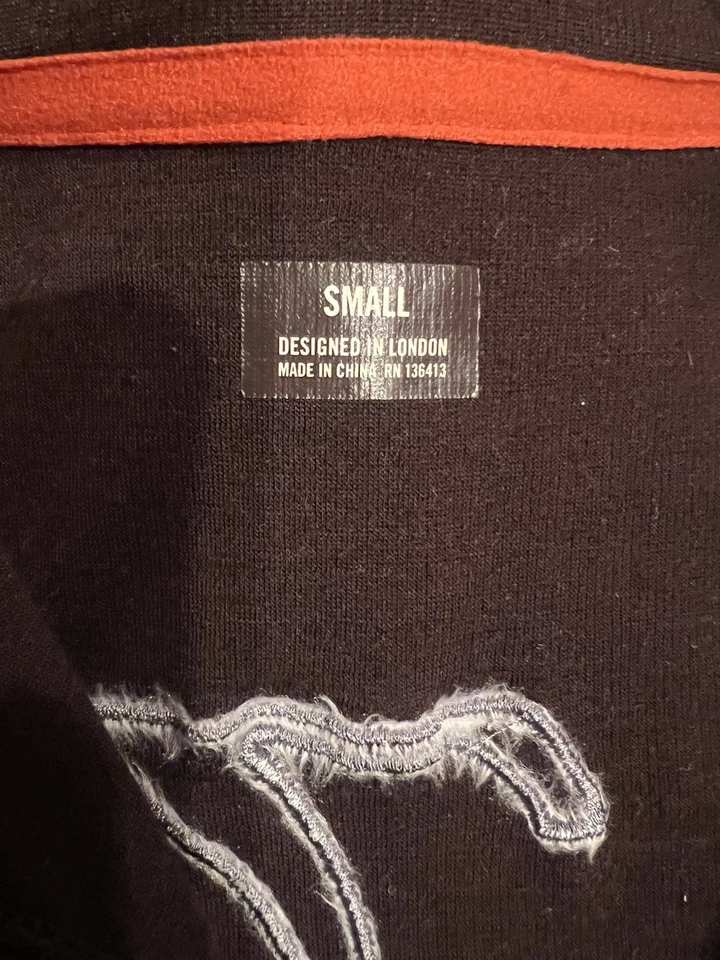 SMALL
DESIGNED IN LONDON
MADE IN CHINA RN 136413